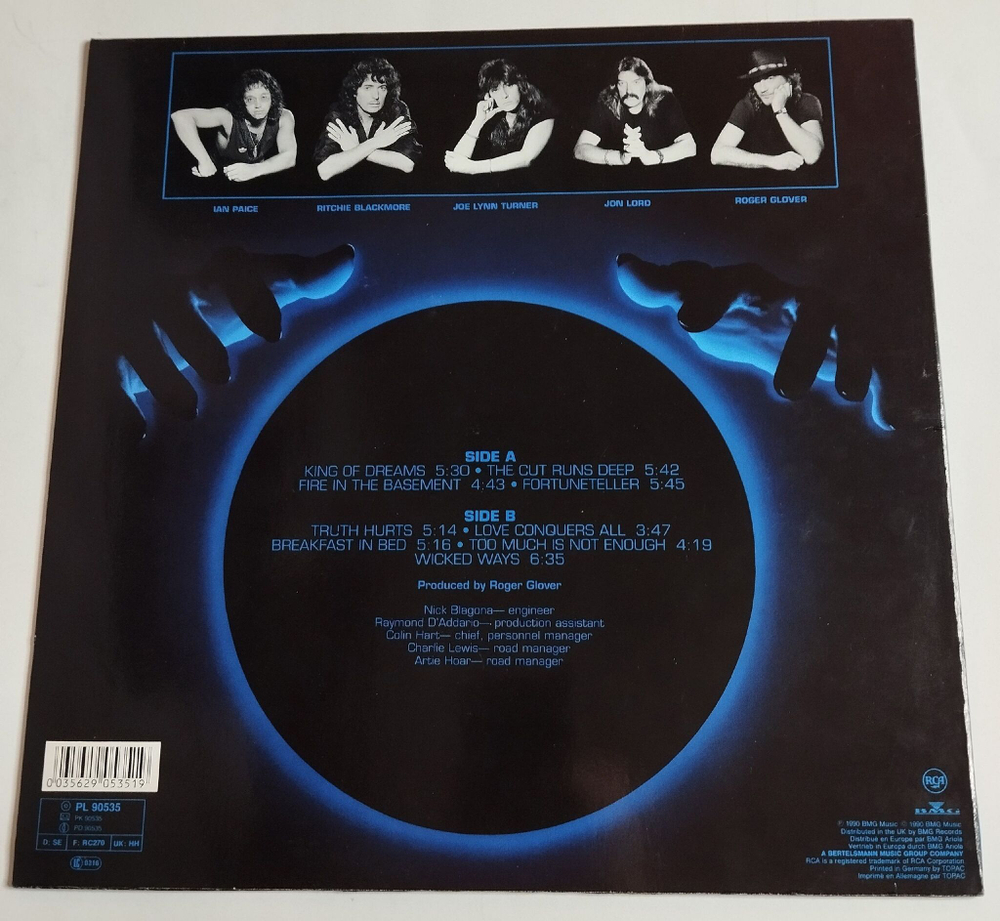 IAN PAICE
RITCHIE BLACKMORE
JOE LYNN TURNER
JON LORD
ROGER GLOVER
SIDE A
KING OF DREAMS 5:30 • THE CUT RUNS DEEP 5:42
FIRE IN THE BASEMENT 4:43 • FORTUNETELLER 5:45
SIDE B
TRUTH HURTS 5:14 • LOVE CONQUERS ALL 3:47
BREAKFAST IN BED 5:16 • TOO MUCH IS NOT ENOUGH 4:19
WICKED WAYS 6:35
Produced by Roger Glover
Nick Blagona— engineer
Raymond D'Addario— production assistant
Colin Hart— chief, personnel manager
Charlie Lewis— road manager
Artie Hoar— road manager
0 035629 053519
PL 90535
PK 90535
PD 90535
D: SE F: RC270 UK: HH
RCA
BMG
℗ 1990 BMG Music © 1990 BMG Music
Distributed in the UK by BMG Records
Distribué en Europe par BMG Ariola
Vertrieb in Europa durch BMG Ariola
A BERTELSMANN MUSIC GROUP COMPANY
RCA is a registered trademark of RCA Corporation
Printed in Germany by TOPAC
Imprimé en Allemagne par TOPAC